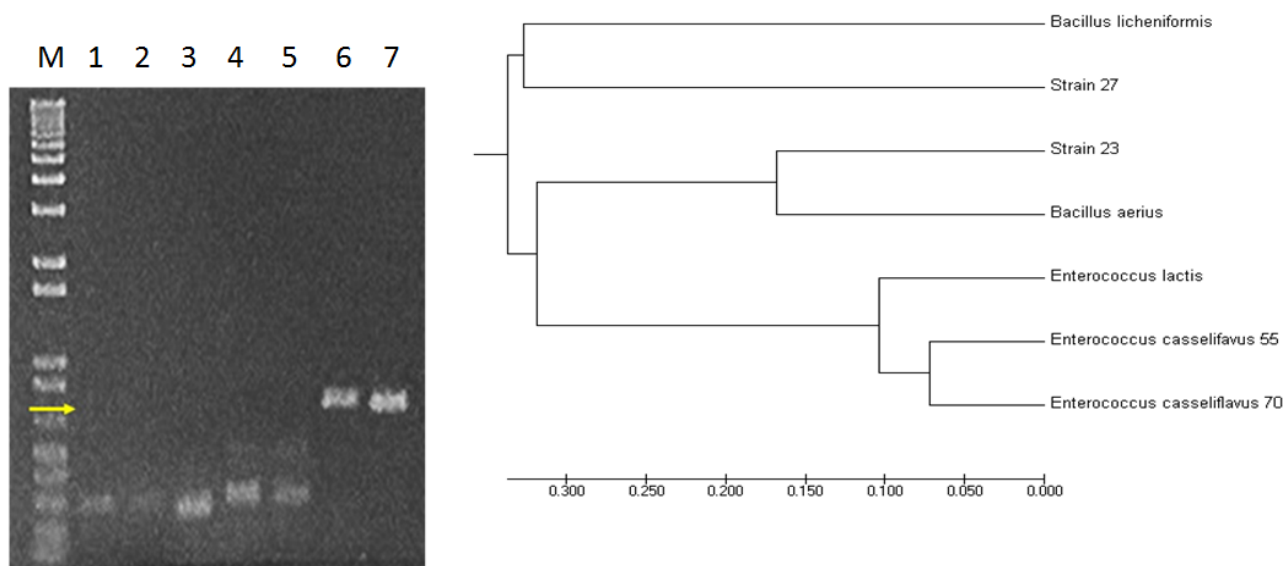 M 1 2 3 4 5 6 7
Bacillus licheniformis
Strain 27
Strain 23
Bacillus aerius
Enterococcus lactis
Enterococcus casselifavus 55
Enterococcus casseliflavus 70
0.300 0.250 0.200 0.150 0.100 0.050 0.000